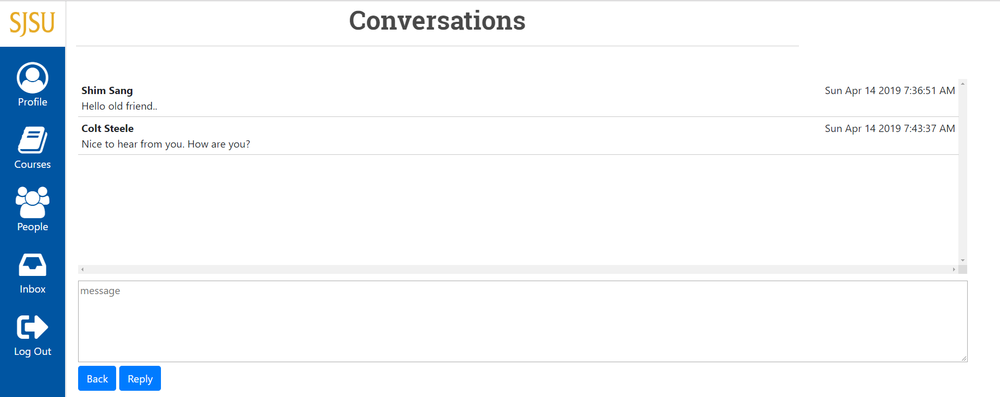 SJSU
Conversations
Profile
Courses
People
Inbox
Log Out
Shim Sang Sun Apr 14 2019 7:36:51 AM
Hello old friend..
Colt Steele Sun Apr 14 2019 7:43:37 AM
Nice to hear from you. How are you?
message
Back Reply